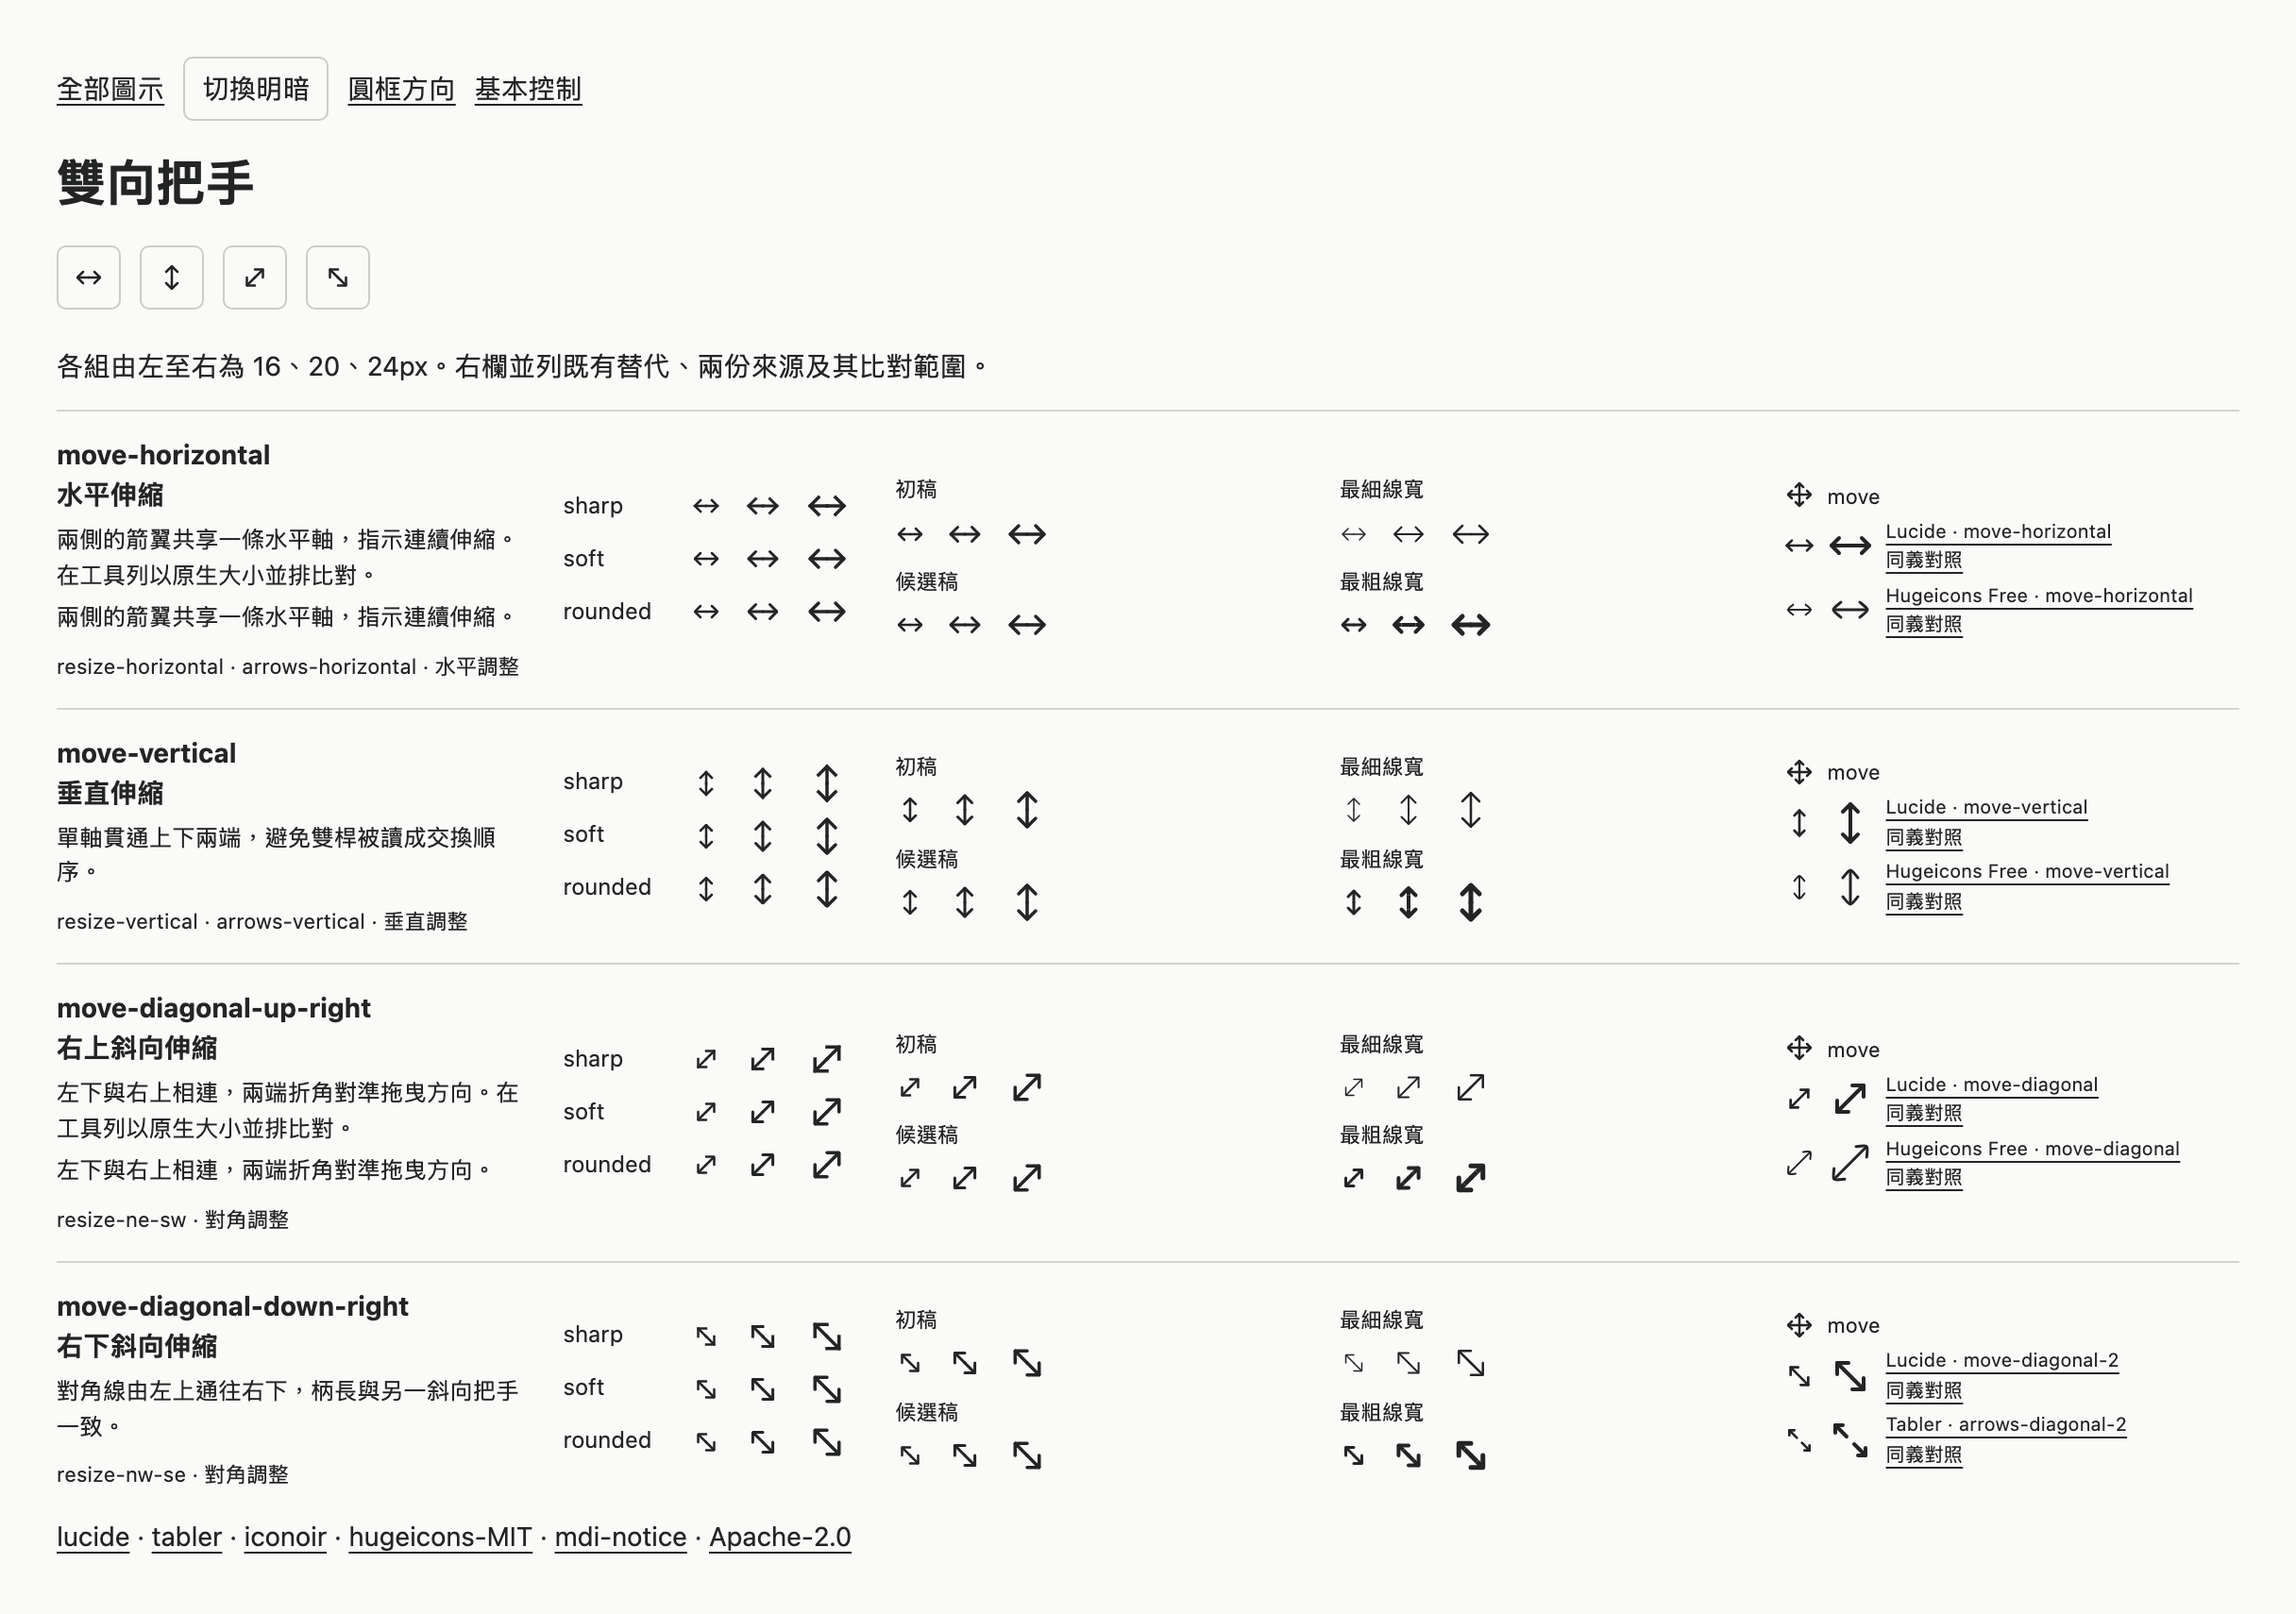 全部圖示 切換明暗 圓框方向 基本控制
雙向把手
各組由左至右為 16、20、24px。右欄並列既有替代、兩份來源及其比對範圍。
move-horizontal
水平伸縮
兩側的箭翼共享一條水平軸，指示連續伸縮。
在工具列以原生大小並排比對。
兩側的箭翼共享一條水平軸，指示連續伸縮。
resize-horizontal · arrows-horizontal · 水平調整
sharp
soft
rounded
初稿
候選稿
最細線寬
最粗線寬
move
Lucide · move-horizontal
同義對照
Hugeicons Free · move-horizontal
同義對照
move-vertical
垂直伸縮
單軸貫通上下兩端，避免雙桿被讀成交換順
序。
resize-vertical · arrows-vertical · 垂直調整
sharp
soft
rounded
初稿
候選稿
最細線寬
最粗線寬
move
Lucide · move-vertical
同義對照
Hugeicons Free · move-vertical
同義對照
move-diagonal-up-right
右上斜向伸縮
左下與右上相連，兩端折角對準拖曳方向。在
工具列以原生大小並排比對。
左下與右上相連，兩端折角對準拖曳方向。
resize-ne-sw · 對角調整
sharp
soft
rounded
初稿
候選稿
最細線寬
最粗線寬
move
Lucide · move-diagonal
同義對照
Hugeicons Free · move-diagonal
同義對照
move-diagonal-down-right
右下斜向伸縮
對角線由左上通往右下，柄長與另一斜向把手
一致。
resize-nw-se · 對角調整
sharp
soft
rounded
初稿
候選稿
最細線寬
最粗線寬
move
Lucide · move-diagonal-2
同義對照
Tabler · arrows-diagonal-2
同義對照
lucide · tabler · iconoir · hugeicons-MIT · mdi-notice · Apache-2.0